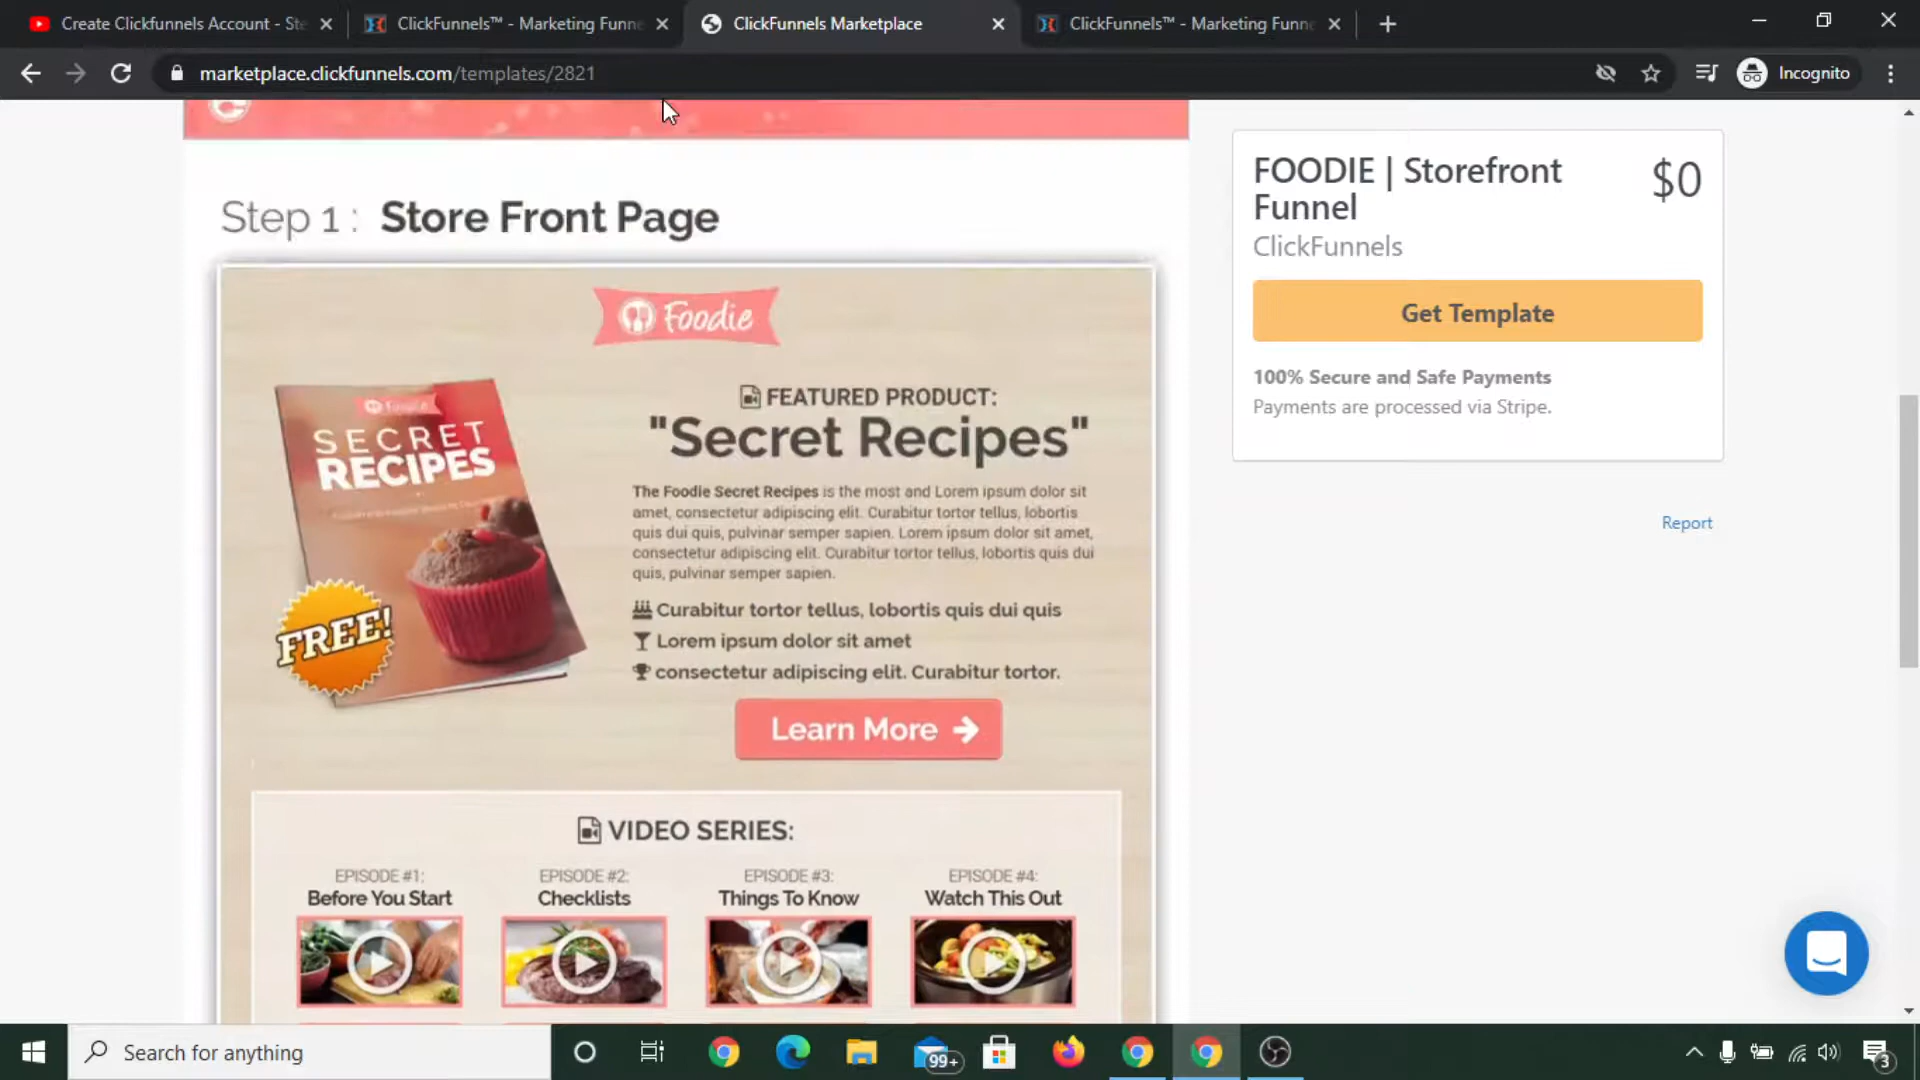 Create Clickfunnels Account - Ste
ClickFunnels™ - Marketing Funne
ClickFunnels Marketplace
ClickFunnels™ - Marketing Funne
marketplace.clickfunnels.com/templates/2821
Incognito
Step 1 : Store Front Page
Foodie
Foodie
SECRET
RECIPES
FREE!
FEATURED PRODUCT:
"Secret Recipes"
The Foodie Secret Recipes is the most and Lorem ipsum dolor sit
amet, consectetur adipiscing elit. Curabitur tortor tellus, lobortis
quis dui quis, pulvinar semper sapien. Lorem ipsum dolor sit amet,
consectetur adipiscing elit. Curabitur tortor tellus, lobortis quis dui
quis, pulvinar semper sapien.
Curabitur tortor tellus, lobortis quis dui quis
Lorem ipsum dolor sit amet
consectetur adipiscing elit. Curabitur tortor.
Learn More
VIDEO SERIES:
EPISODE #1:
Before You Start
EPISODE #2:
Checklists
EPISODE #3:
Things To Know
EPISODE #4:
Watch This Out
FOODIE | Storefront
Funnel
$0
ClickFunnels
Get Template
100% Secure and Safe Payments
Payments are processed via Stripe.
Report
Search for anything
99+
3